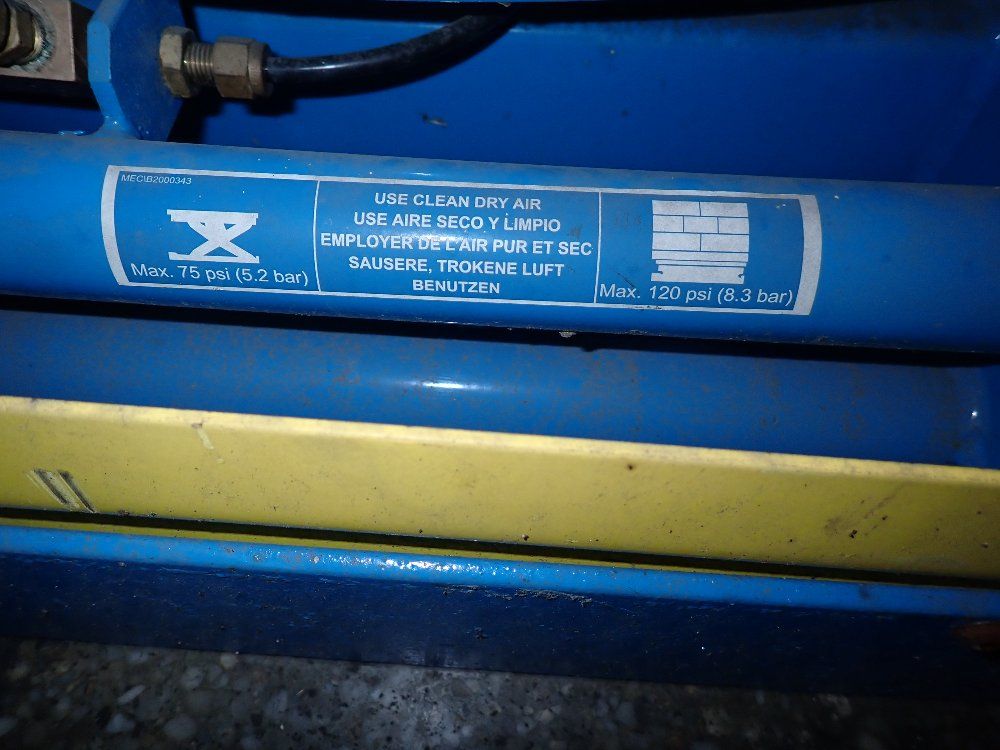 MEC\B2000343
Max. 75 psi (5.2 bar)
USE CLEAN DRY AIR
USE AIRE SECO Y LIMPIO
EMPLOYER DE L'AIR PUR ET SEC
SAUSERE, TROKENE LUFT
BENUTZEN
Max. 120 psi (8.3 bar)